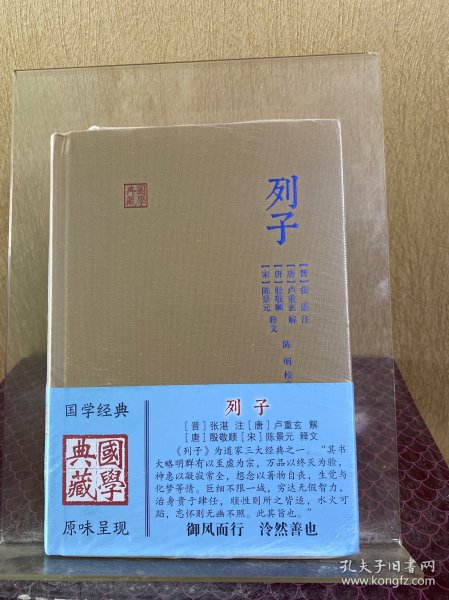 國學
典藏
列子
[晋]张湛 注
[唐]卢重玄 解
[唐]殷敬顺
[宋]陈景元 释文
陈明 校点
国学经典
國學
典藏
原味呈现
列子
[晋]张湛 注[唐]卢重玄 解
[唐]殷敬顺[宋]陈景元 释文
《列子》为道家三大经典之一。“其书
大略明群有以至虚为宗，万品以终灭为验，
神惠以凝寂常全，想念以著物自丧，生觉与
化梦等情。巨细不限一域，穷达无假智力，
治身贵于肆任，顺性则所之皆适，水火可
蹈，忘怀则无幽不照。此其旨也。”
御风而行 泠然善也
孔夫子旧书网
www.kongfz.com